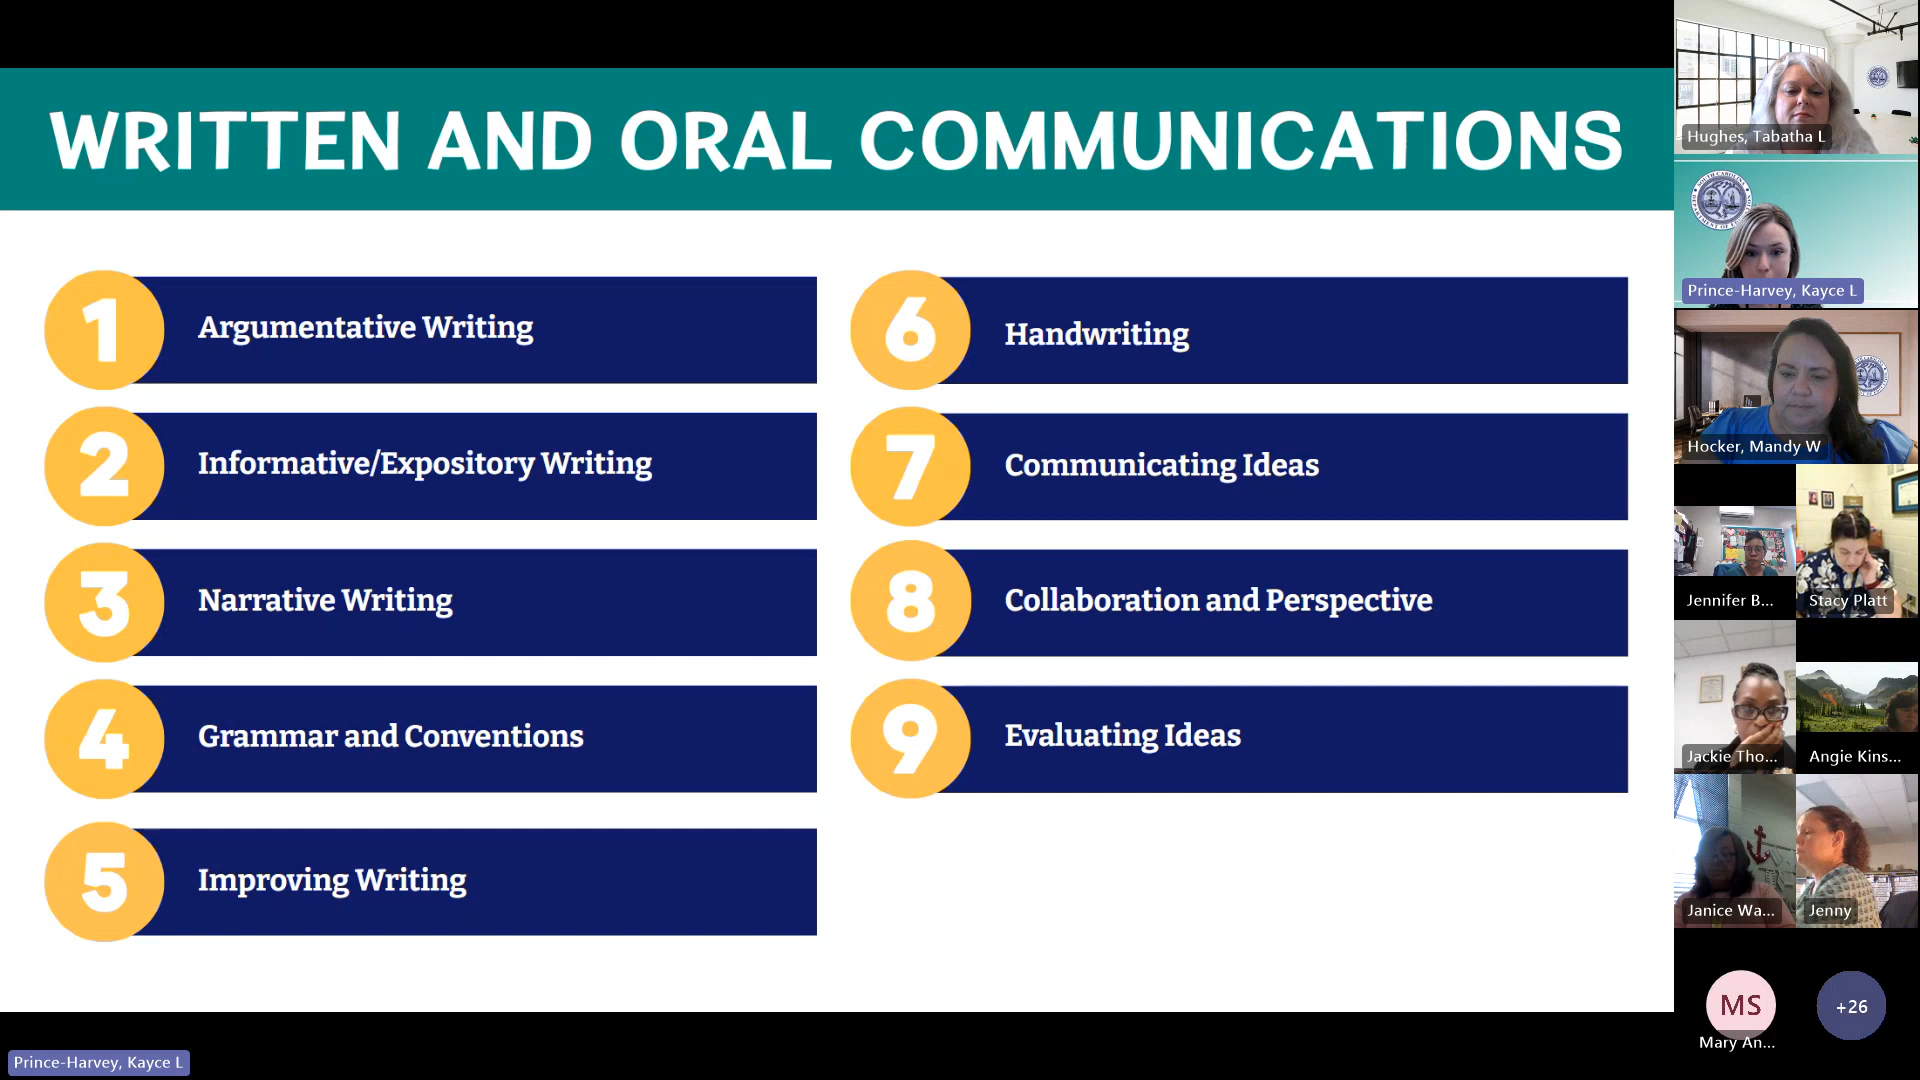 WRITTEN AND ORAL COMMUNICATIONS
1
Argumentative Writing
2
Informative/Expository Writing
3
Narrative Writing
4
Grammar and Conventions
5
Improving Writing
6
Handwriting
7
Communicating Ideas
8
Collaboration and Perspective
9
Evaluating Ideas
Hughes, Tabatha L
Prince-Harvey, Kayce L
Hocker, Mandy W
Jennifer B...
Stacy Platt
Jackie Tho...
Angie Kins...
Janice Wa...
Jenny
MS
Mary An...
+26
Prince-Harvey, Kayce L